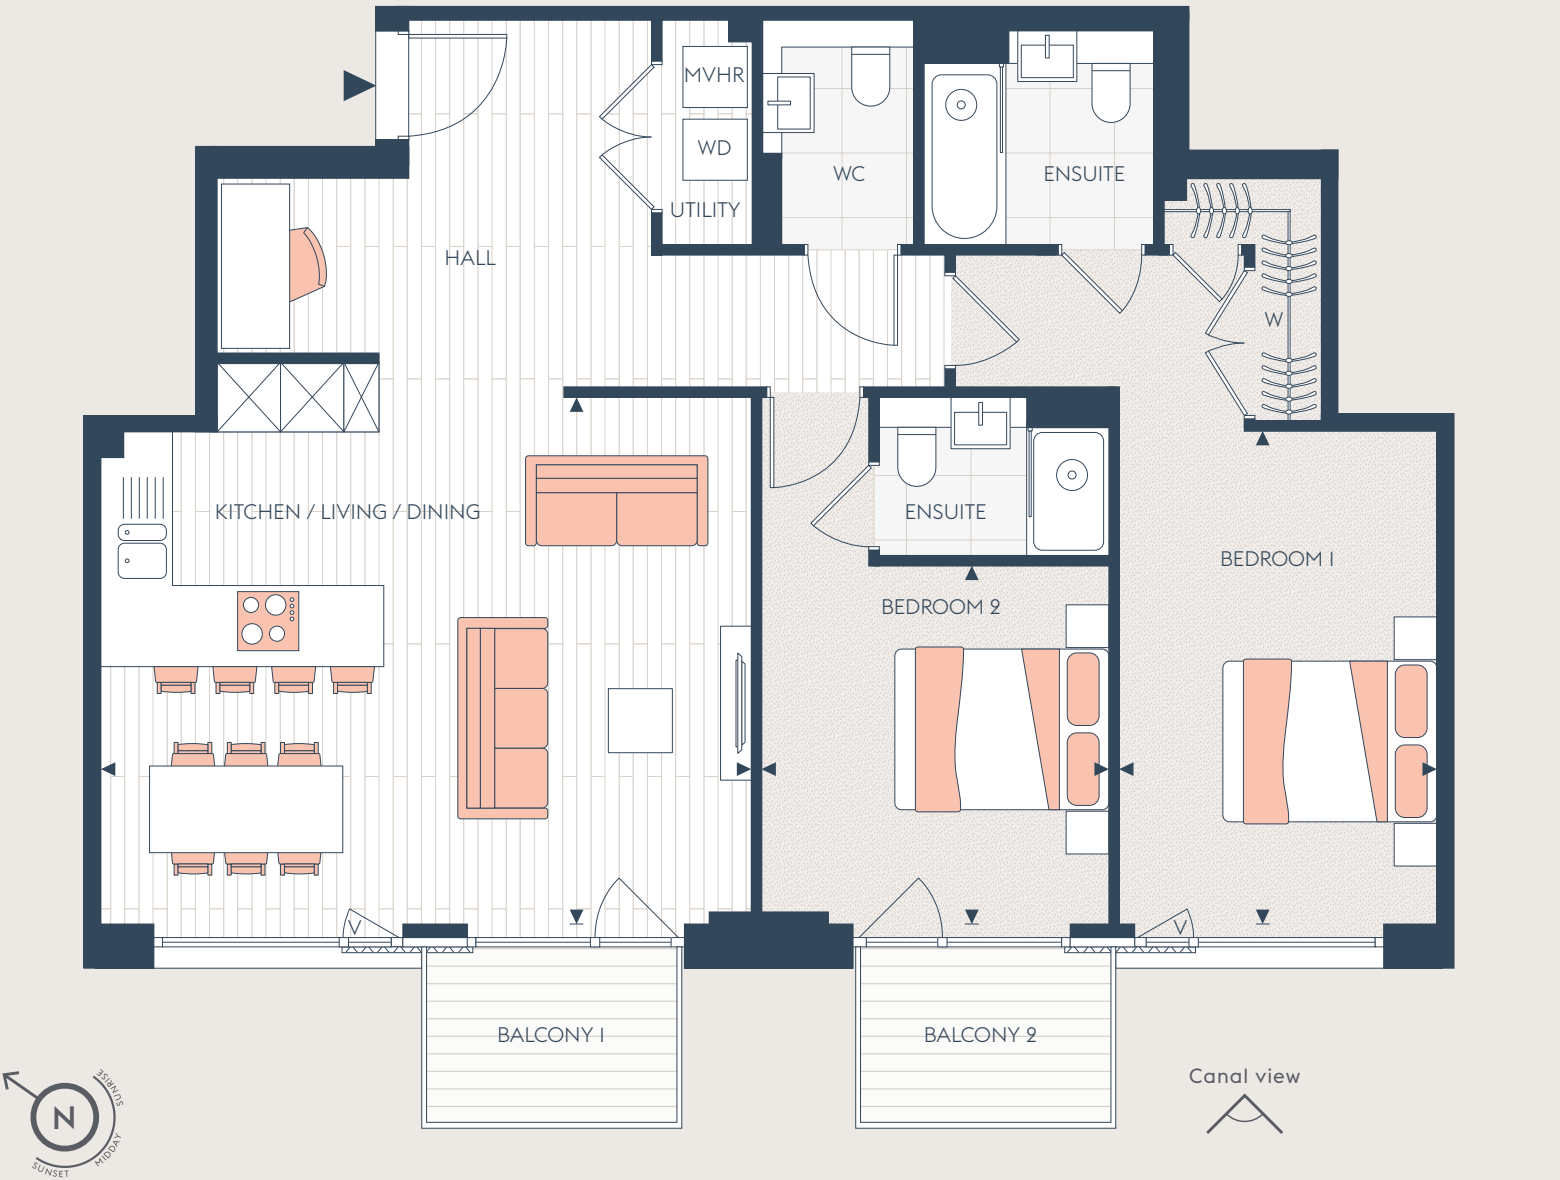 MVHR
WD
UTILITY
WC
ENSUITE
HALL
W
KITCHEN / LIVING / DINING
ENSUITE
BEDROOM 1
BEDROOM 2
V
V
BALCONY 1
BALCONY 2
Canal view
SUNRISE
N
MIDDAY
SUNSET